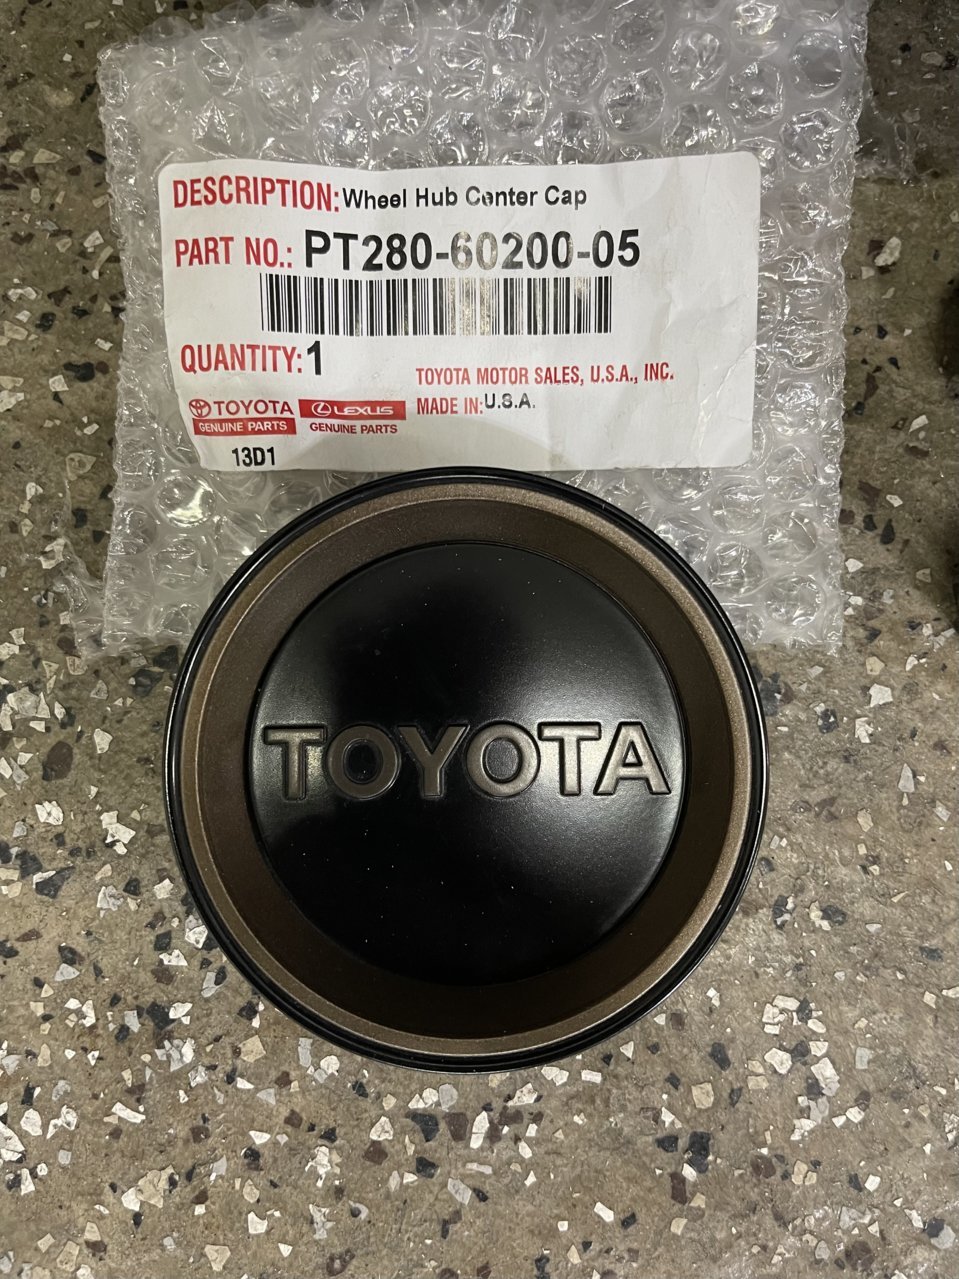 DESCRIPTION: Wheel Hub Center Cap
PART NO.: PT280-60200-05
QUANTITY: 1
TOYOTA MOTOR SALES, U.S.A., INC.
MADE IN: U.S.A.
TOYOTA
GENUINE PARTS
LEXUS
GENUINE PARTS
13D1
TOYOTA